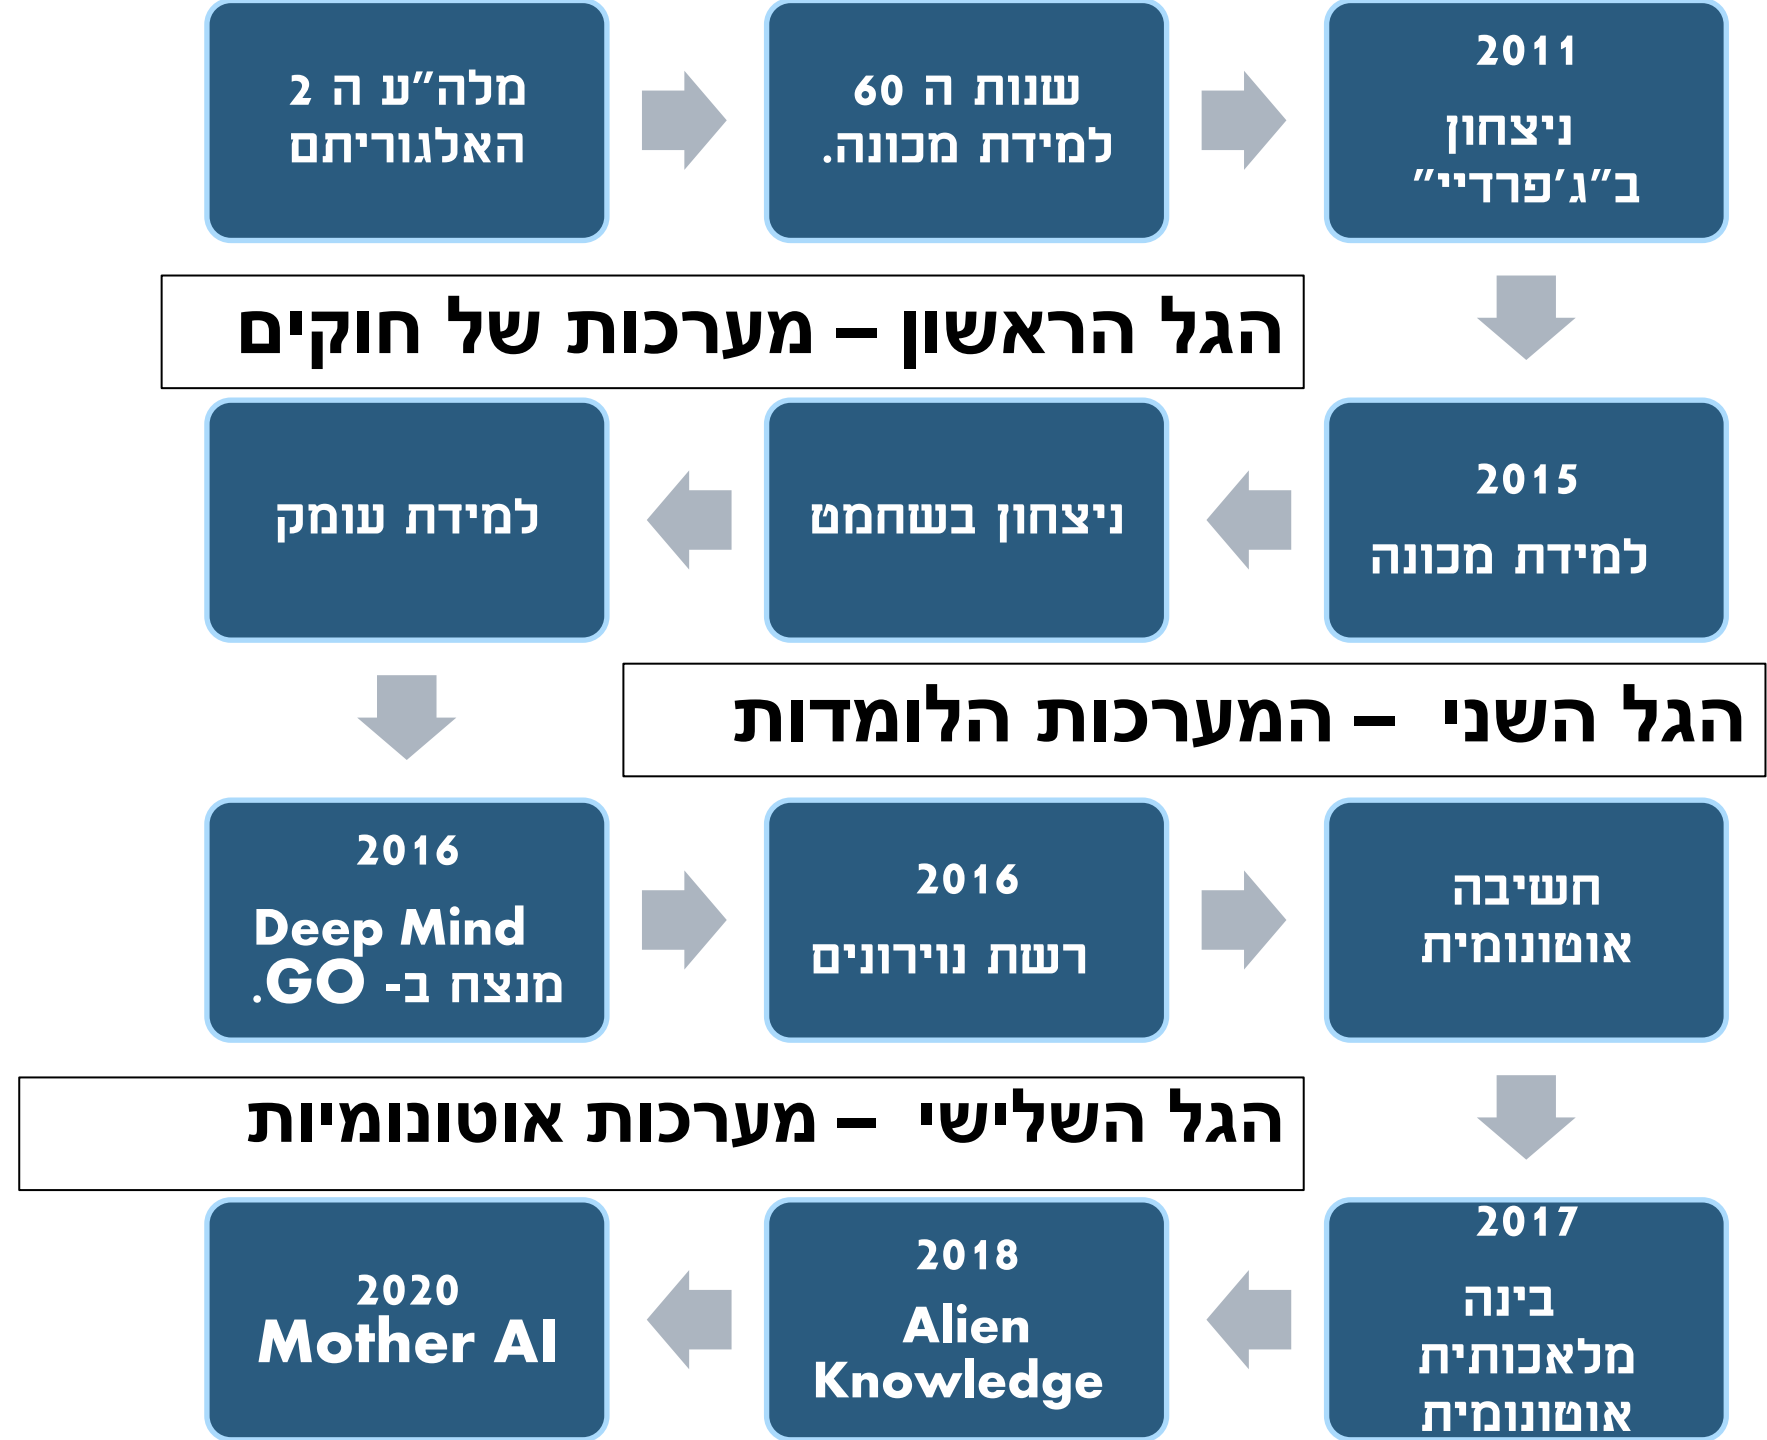 מלה"ע ה 2
האלגוריתם
שנות ה 60
למידת מכונה.
2011
ניצחון
ב"ג'פרדיי"
הגל הראשון – מערכות של חוקים
2015
למידת מכונה
ניצחון בשחמט
למידת עומק
הגל השני – המערכות הלומדות
2016
Deep Mind
מנצח ב- GO.
2016
רשת נוירונים
חשיבה
אוטונומית
הגל השלישי – מערכות אוטונומיות
2017
בינה
מלאכותית
אוטונומית
2018
Alien
Knowledge
2020
Mother AI